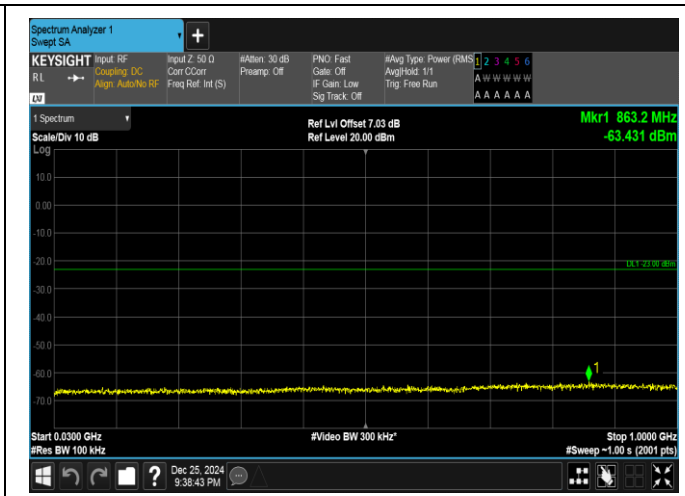 Spectrum Analyzer 1
Swept SA
+
KEYSIGHT
RL
LXI
Input: RF
Coupling: DC
Align: Auto/No RF
Input Z: 50 Ω
Corr CCorr
Freq Ref: Int (S)
#Atten: 30 dB
Preamp: Off
PNO: Fast
Gate: Off
IF Gain: Low
Sig Track: Off
#Avg Type: Power (RMS
Avg|Hold: 1/1
Trig: Free Run
1 2 3 4 5 6
A W W W W W
A A A A A A
1 Spectrum
Scale/Div 10 dB
Log
Ref Lvl Offset 7.03 dB
Ref Level 20.00 dBm
Mkr1 863.2 MHz
-63.431 dBm
10.0
0.00
-10.0
-20.0
DL1 -23.00 dBm
-30.0
-40.0
-50.0
-60.0
1
-70.0
Start 0.0300 GHz
#Res BW 100 kHz
#Video BW 300 kHz*
Stop 1.0000 GHz
#Sweep ~1.00 s (2001 pts)
?
Dec 25, 2024
9:38:43 PM